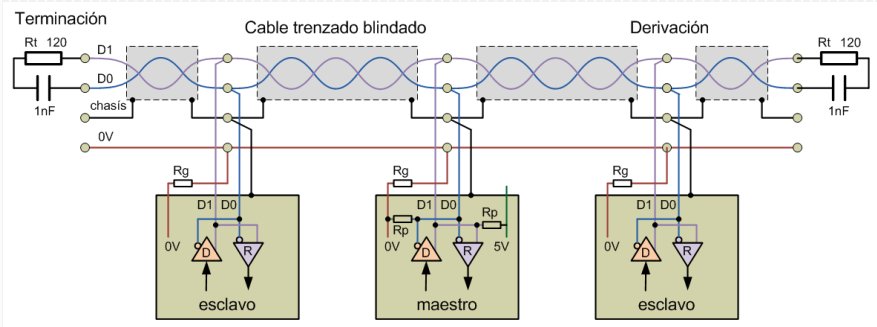 Terminación
Cable trenzado blindado
Derivación
Rt 120
D1
Rt 120
D0
1nF
1nF
chasís
0V
Rg
Rg
Rg
D1 D0
D1 D0
D1 D0
Rp
Rp
0V
D
R
0V
D
R
5V
0V
D
R
esclavo
maestro
esclavo